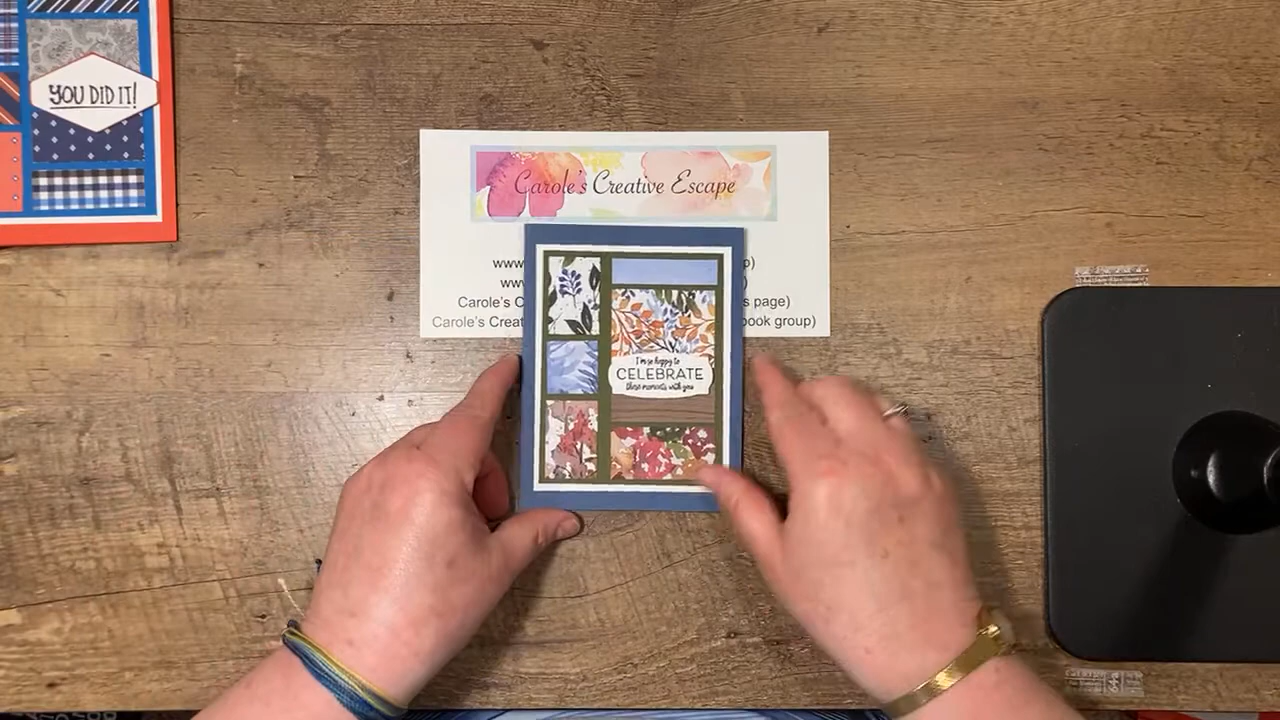 YOU DID IT!
Carole's Creative Escape
www
p)
www
)
Carole's C
s page)
Carole's Creat
book group)
I'm so happy to
CELEBRATE
these moments with you